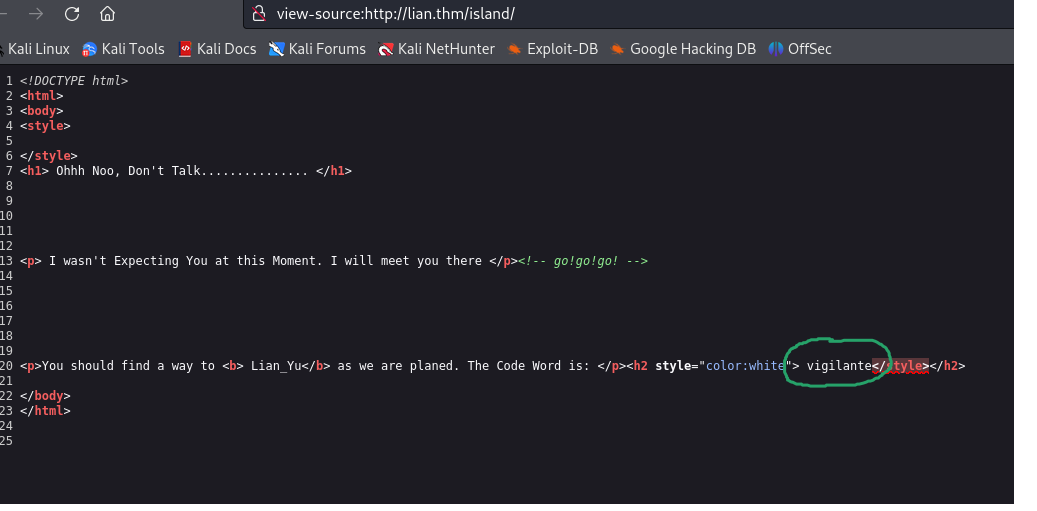 view-source:http://lian.thm/island/
Kali Linux Kali Tools Kali Docs Kali Forums Kali NetHunter Exploit-DB Google Hacking DB OffSec
1 <!DOCTYPE html>
2 <html>
3 <body>
4 <style>
5
6 </style>
7 <h1> Ohhh Noo, Don't Talk............... </h1>
8
9
10
11
12
13 <p> I wasn't Expecting You at this Moment. I will meet you there </p><!-- go!go!go! -->
14
15
16
17
18
19
20 <p>You should find a way to <b> Lian_Yu</b> as we are planed. The Code Word is: </p><h2 style="color:white"> vigilante</style></h2>
21
22 </body>
23 </html>
24
25